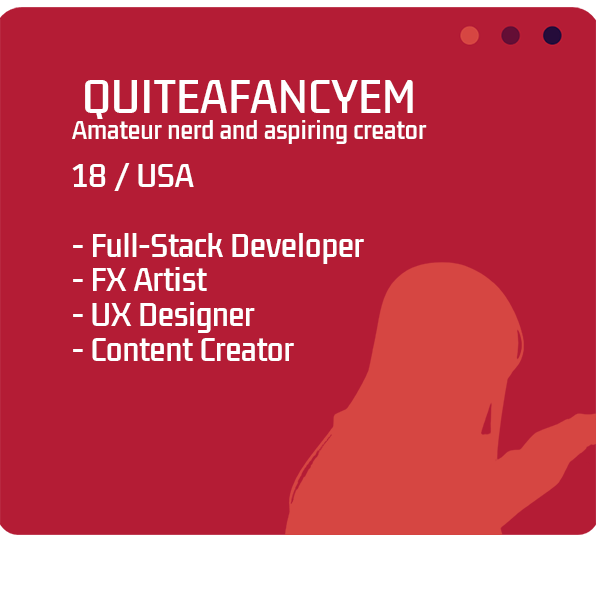 QUITEAFANCYEM
Amateur nerd and aspiring creator
18 / USA
- Full-Stack Developer
- FX Artist
- UX Designer
- Content Creator